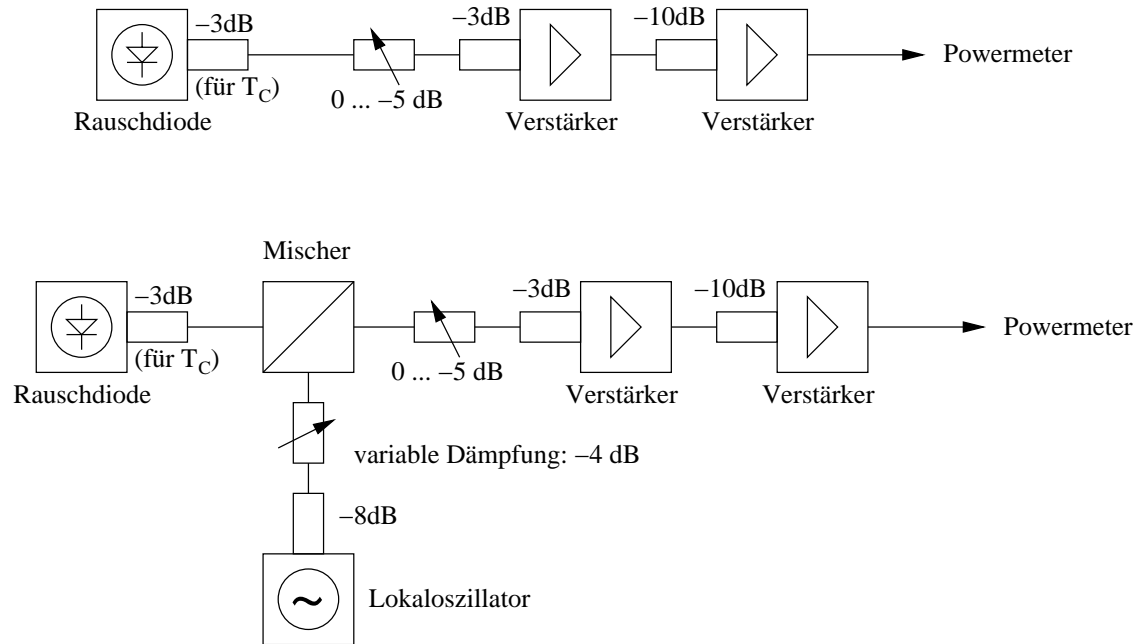 −3dB
−3dB
−10dB
Powermeter
(für T_C)
0 ... −5 dB
Rauschdiode
Verstärker
Verstärker
Mischer
−3dB
−3dB
−10dB
Powermeter
(für T_C)
0 ... −5 dB
Rauschdiode
Verstärker
Verstärker
variable Dämpfung: −4 dB
−8dB
~
Lokaloszillator